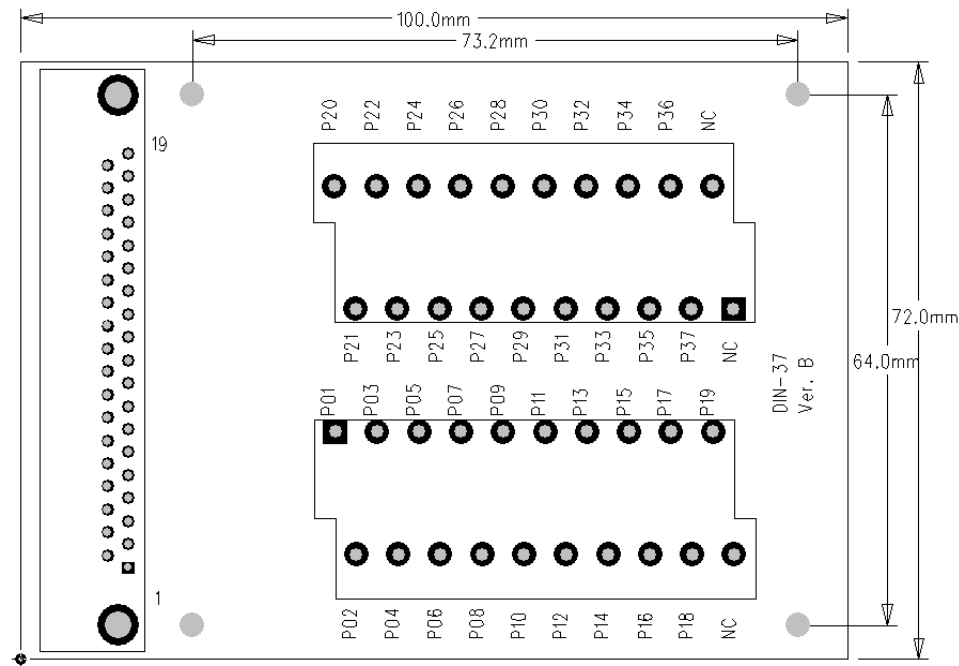 100.0mm
73.2mm
P20 P22 P24 P26 P28 P30 P32 P34 P36 NC
19
72.0mm
P21 P23 P25 P27 P29 P31 P33 P35 P37 NC
64.0mm
DIN-37
Ver. B
P01 P03 P05 P07 P09 P11 P13 P15 P17 P19
1
P02 P04 P06 P08 P10 P12 P14 P16 P18 NC